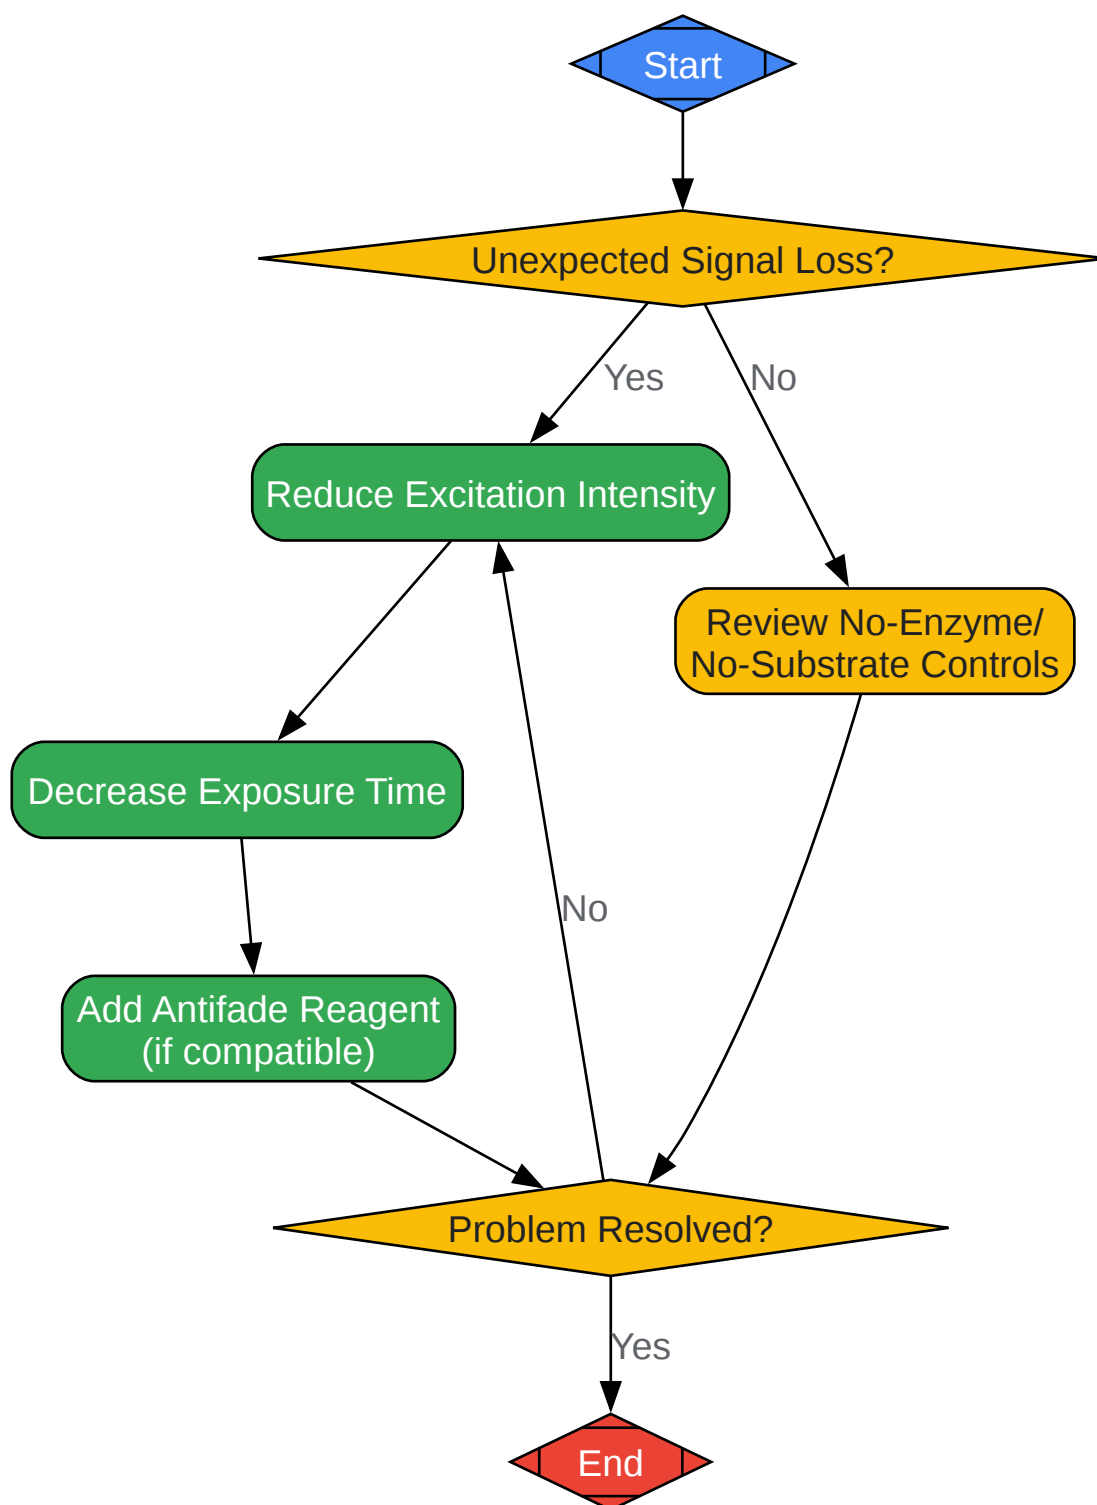 Start
Unexpected Signal Loss?
Yes
No
Reduce Excitation Intensity
Review No-Enzyme/
No-Substrate Controls
Decrease Exposure Time
No
Add Antifade Reagent
(if compatible)
Problem Resolved?
Yes
End